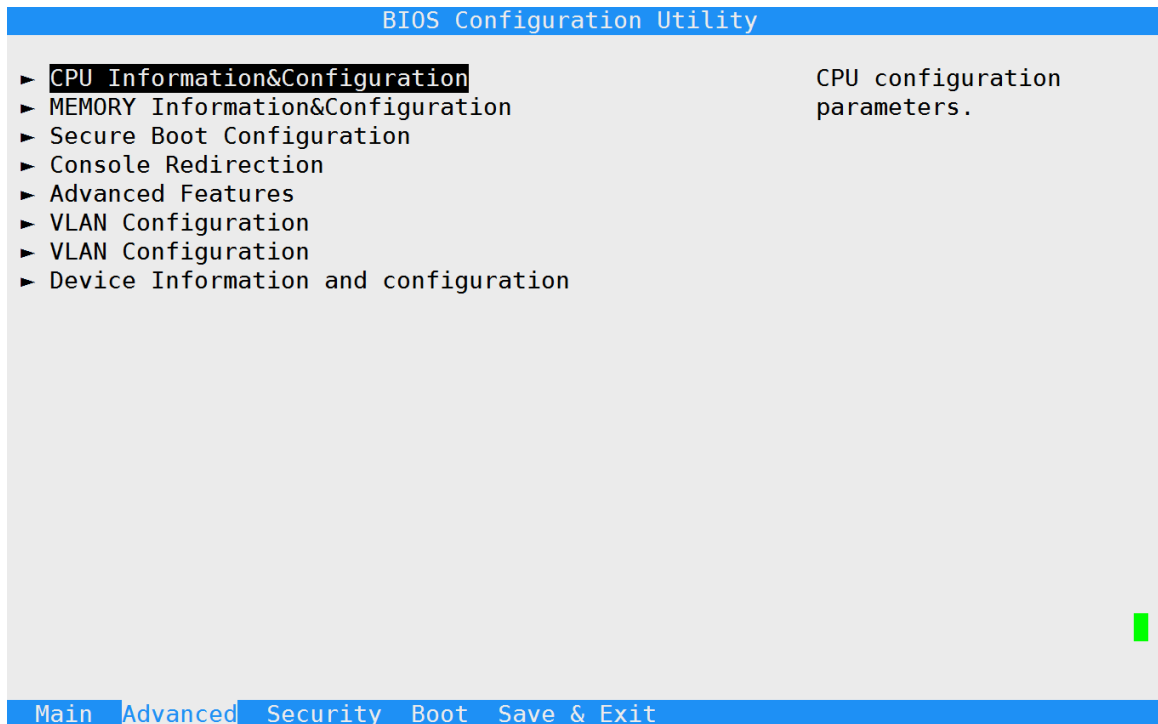 BIOS Configuration Utility
► CPU Information&Configuration
► MEMORY Information&Configuration
► Secure Boot Configuration
► Console Redirection
► Advanced Features
► VLAN Configuration
► VLAN Configuration
► Device Information and configuration
CPU configuration
parameters.
Main Advanced Security Boot Save & Exit